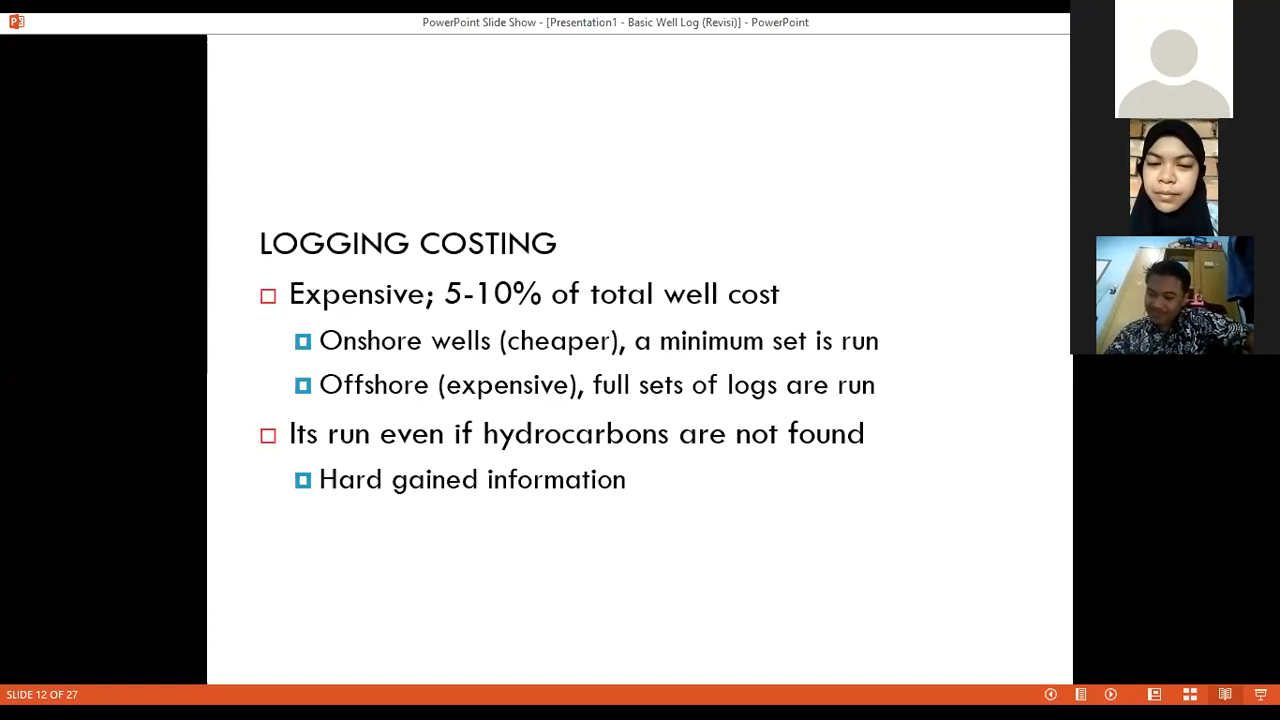 PowerPoint Slide Show - [Presentation1 - Basic Well Log (Revisi)] - PowerPoint
LOGGING COSTING
Expensive; 5-10% of total well cost
Onshore wells (cheaper), a minimum set is run
Offshore (expensive), full sets of logs are run
Its run even if hydrocarbons are not found
Hard gained information
SLIDE 12 OF 27